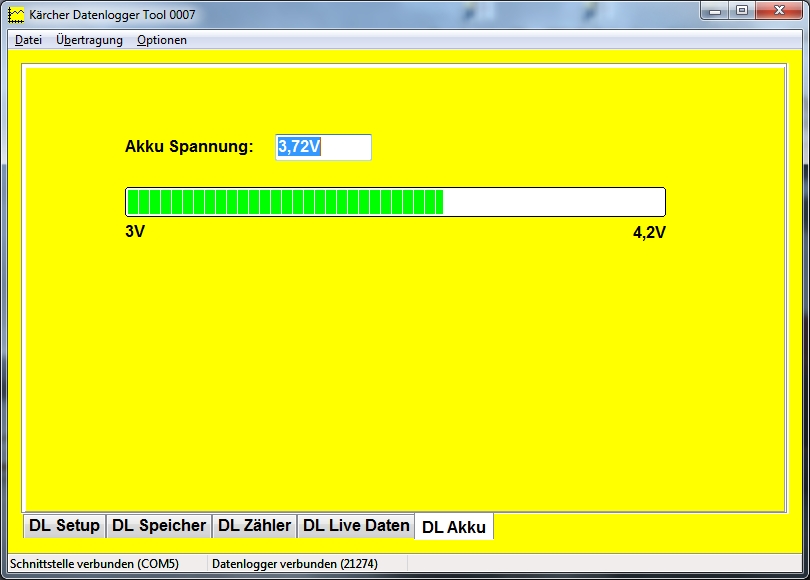 Kärcher Datenlogger Tool 0007
Datei Übertragung Optionen
Akku Spannung: 3,72V
3V 4,2V
DL Setup DL Speicher DL Zähler DL Live Daten DL Akku
Schnittstelle verbunden (COM5) Datenlogger verbunden (21274)